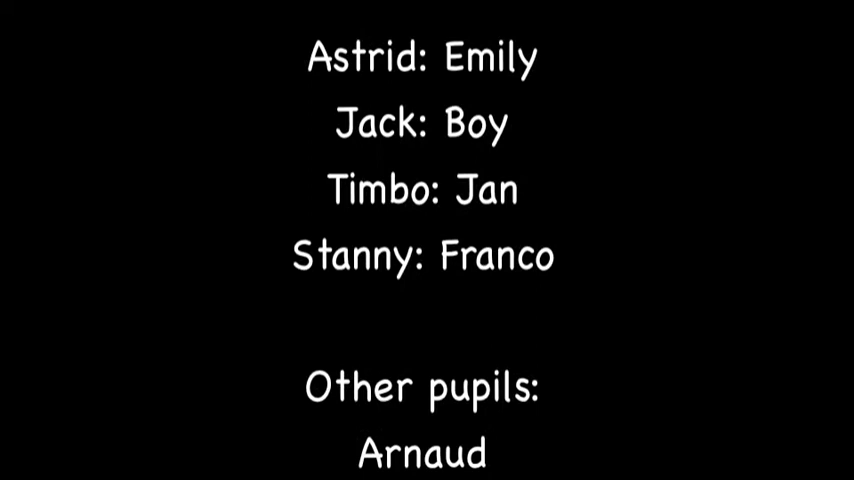 Astrid: Emily
Jack: Boy
Timbo: Jan
Stanny: Franco
Other pupils:
Arnaud